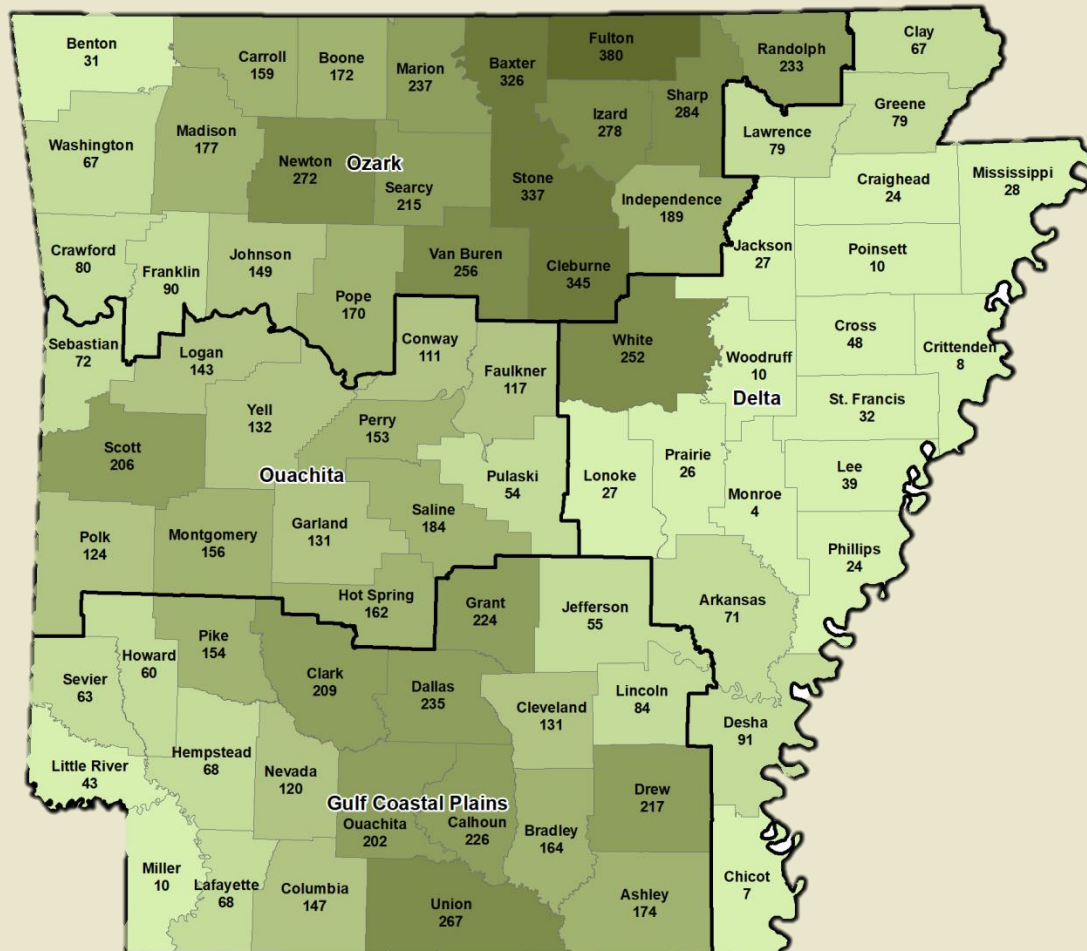 Benton
31
Carroll
159
Boone
172
Marion
237
Baxter
326
Fulton
380
Randolph
233
Clay
67
Izard
278
Sharp
284
Greene
79
Washington
67
Madison
177
Newton
272
Ozark
Searcy
215
Stone
337
Independence
189
Lawrence
79
Craighead
24
Mississippi
28
Crawford
80
Franklin
90
Johnson
149
Pope
170
Van Buren
256
Cleburne
345
Jackson
27
Poinsett
10
Sebastian
72
Logan
143
Conway
111
Faulkner
117
White
252
Woodruff
10
Cross
48
Crittenden
8
Delta
St. Francis
32
Scott
206
Yell
132
Perry
153
Ouachita
Pulaski
54
Lonoke
27
Prairie
26
Monroe
4
Lee
39
Polk
124
Montgomery
156
Garland
131
Saline
184
Phillips
24
Hot Spring
162
Grant
224
Jefferson
55
Arkansas
71
Sevier
63
Howard
60
Pike
154
Clark
209
Dallas
235
Cleveland
131
Lincoln
84
Desha
91
Little River
43
Hempstead
68
Nevada
120
Gulf Coastal Plains
Ouachita
202
Calhoun
226
Bradley
164
Drew
217
Miller
10
Lafayette
68
Columbia
147
Union
267
Ashley
174
Chicot
7